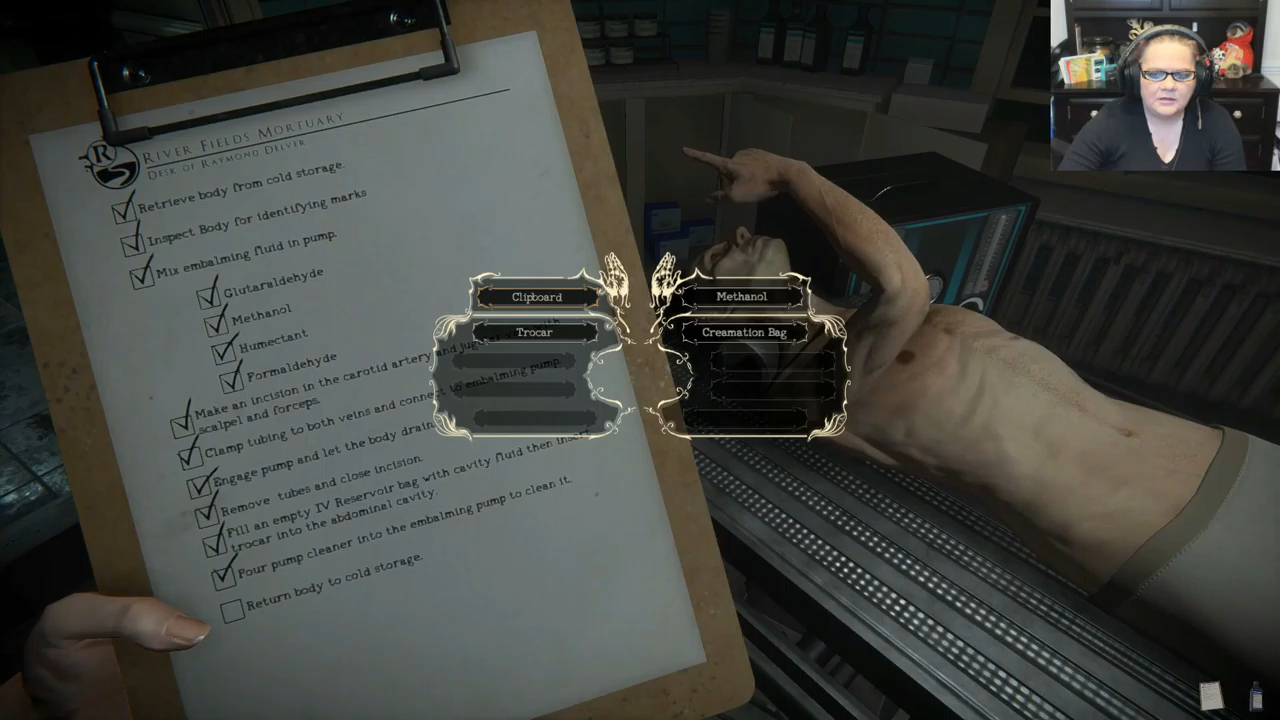 RIVER FIELDS MORTUARY
DESK OF RAYMOND DELVER
Retrieve body from cold storage.
Inspect Body for identifying marks
Mix embalming fluid in pump.
Glutaraldehyde
Methanol
Humectant
Formaldehyde
Make an incision in the carotid artery and jugular with
scalpel and forceps.
Clamp tubing to both veins and connect to embalming pump.
Engage pump and let the body drain
Remove tubes and close incision.
Fill an empty IV Reservoir bag with cavity fluid then insert
trocar into the abdominal cavity.
Pour pump cleaner into the embalming pump to clean it.
Return body to cold storage.
Clipboard
Trocar
Methanol
Creamation Bag